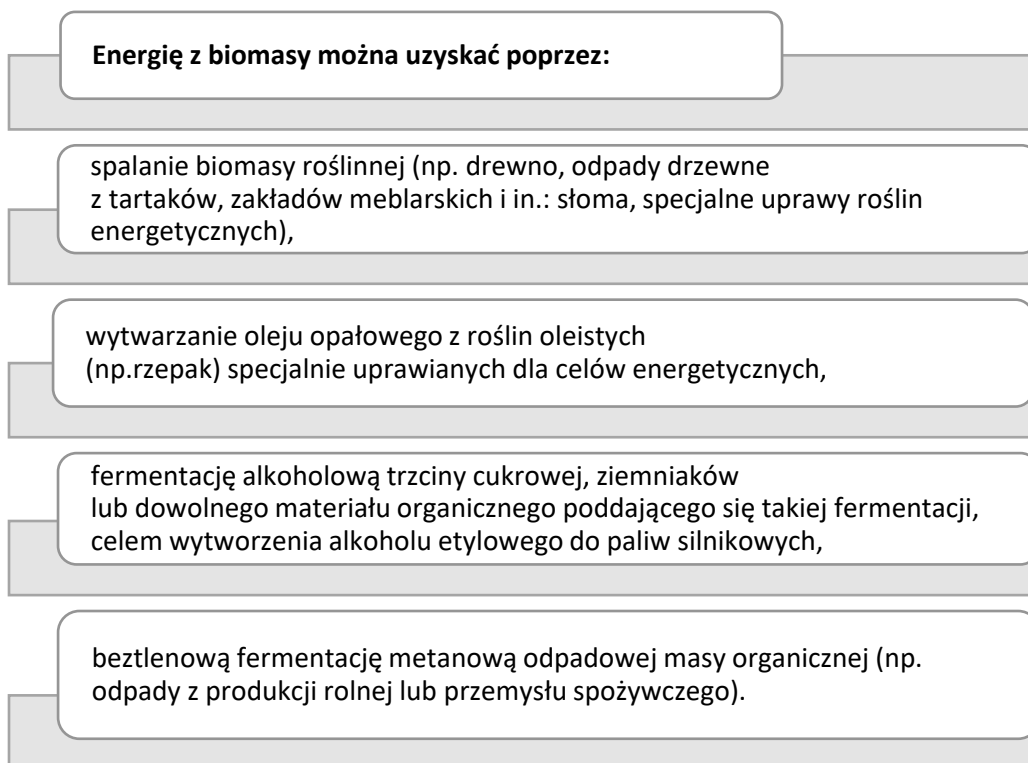 Energię z biomasy można uzyskać poprzez:
spalanie biomasy roślinnej (np. drewno, odpady drzewne
z tartaków, zakładów meblarskich i in.: słoma, specjalne uprawy roślin
energetycznych),
wytwarzanie oleju opałowego z roślin oleistych
(np.rzepak) specjalnie uprawianych dla celów energetycznych,
fermentację alkoholową trzciny cukrowej, ziemniaków
lub dowolnego materiału organicznego poddającego się takiej fermentacji,
celem wytworzenia alkoholu etylowego do paliw silnikowych,
beztlenową fermentację metanową odpadowej masy organicznej (np.
odpady z produkcji rolnej lub przemysłu spożywczego).